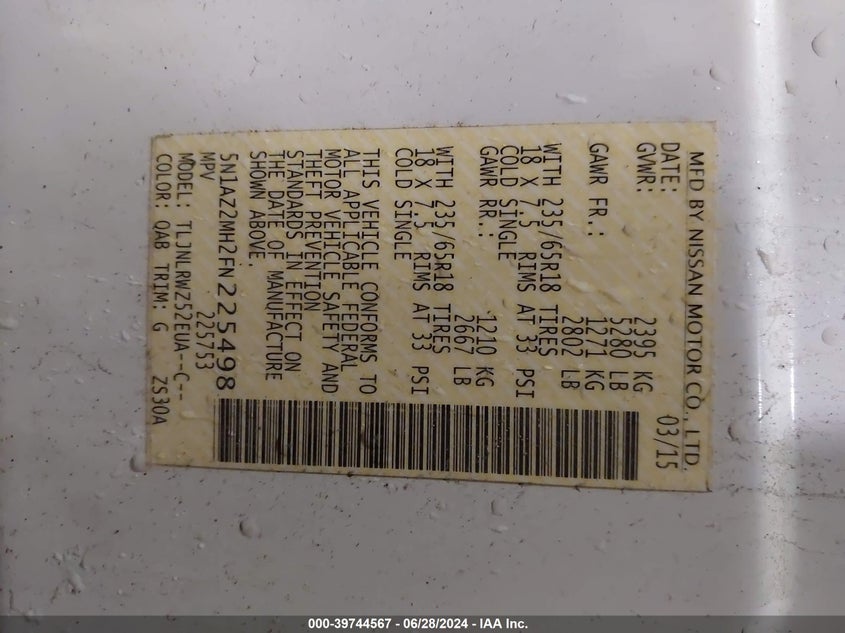 MFD BY NISSAN MOTOR CO., LTD.
DATE: 03/15
GVWR: 2395 KG
5280 LB
GAWR FR.: 1271 KG
2802 LB
WITH 235/65R18 TIRES
18 X 7.5 RIMS AT 33 PSI
COLD SINGLE
GAWR RR.: 1210 KG
2667 LB
WITH 235/65R18 TIRES
18 X 7.5 RIMS AT 33 PSI
COLD SINGLE
THIS VEHICLE CONFORMS TO
ALL APPLICABLE FEDERAL
MOTOR VEHICLE SAFETY AND
THEFT PREVENTION
STANDARDS IN EFFECT ON
THE DATE OF MANUFACTURE
SHOWN ABOVE.
5N1AZ2MH2FN225498
MPV 225753
MODEL: TLJNLRWZ52EUA--C--
COLOR: QAB TRIM: G ZS30A
000-39744567 - 06/28/2024 - IAA Inc.